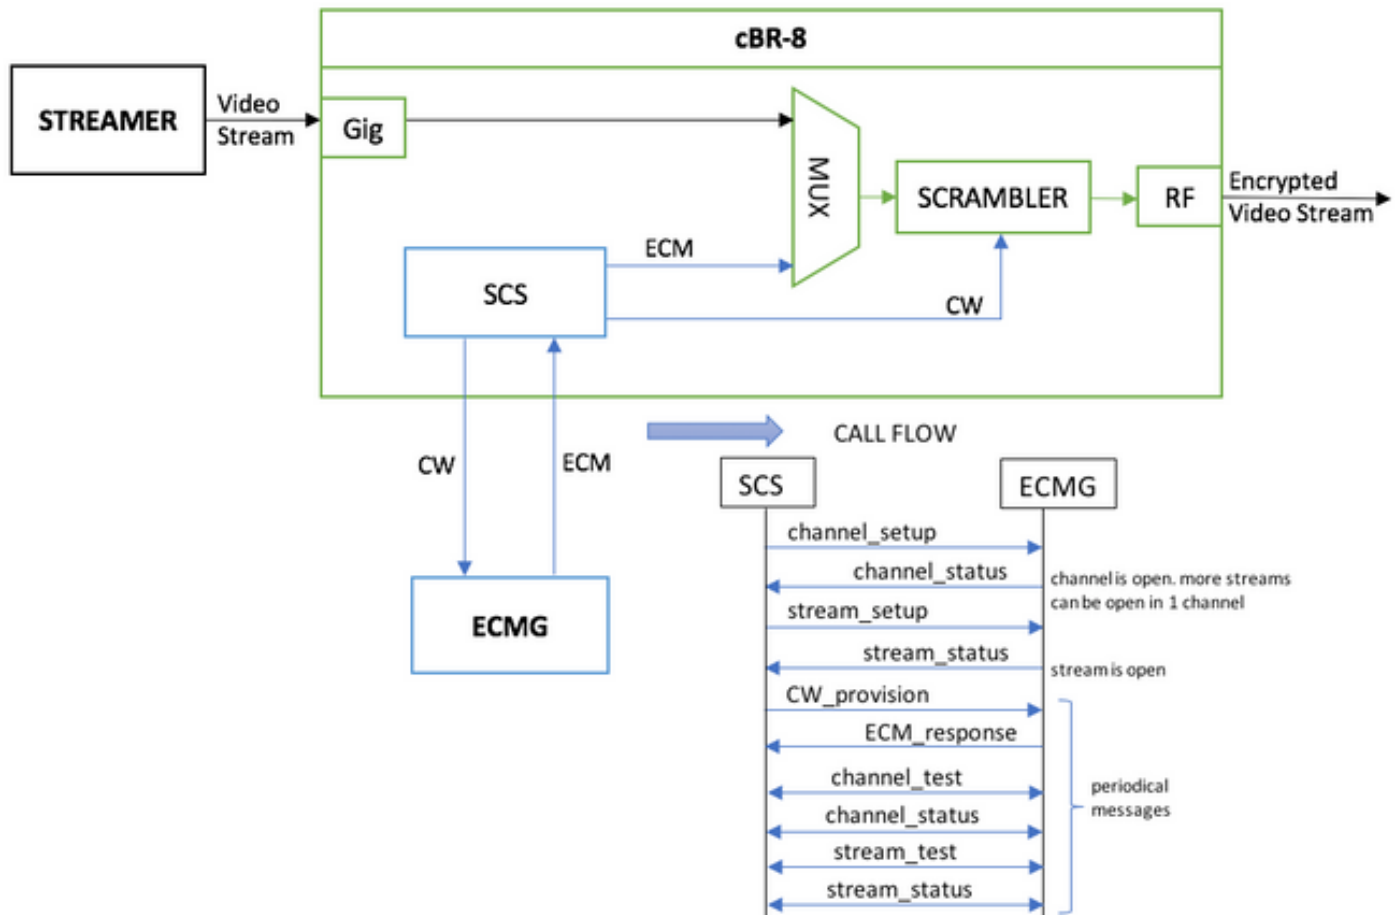 cBR-8
STREAMER
Video
Stream
Gig
MUX
SCRAMBLER
RF
Encrypted
Video Stream
SCS
ECM
CW
CW
ECM
ECMG
CALL FLOW
SCS
ECMG
channel_setup
channel_status
channel is open. more streams
can be open in 1 channel
stream_setup
stream_status
stream is open
CW_provision
ECM_response
channel_test
channel_status
stream_test
stream_status
periodical
messages